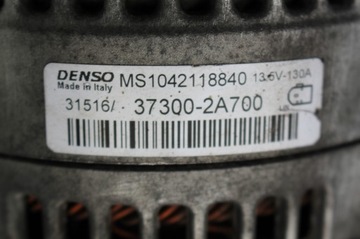 DENSO MS1042118840 13.5V-130A
Made in Italy
31516/ 37300-2A700